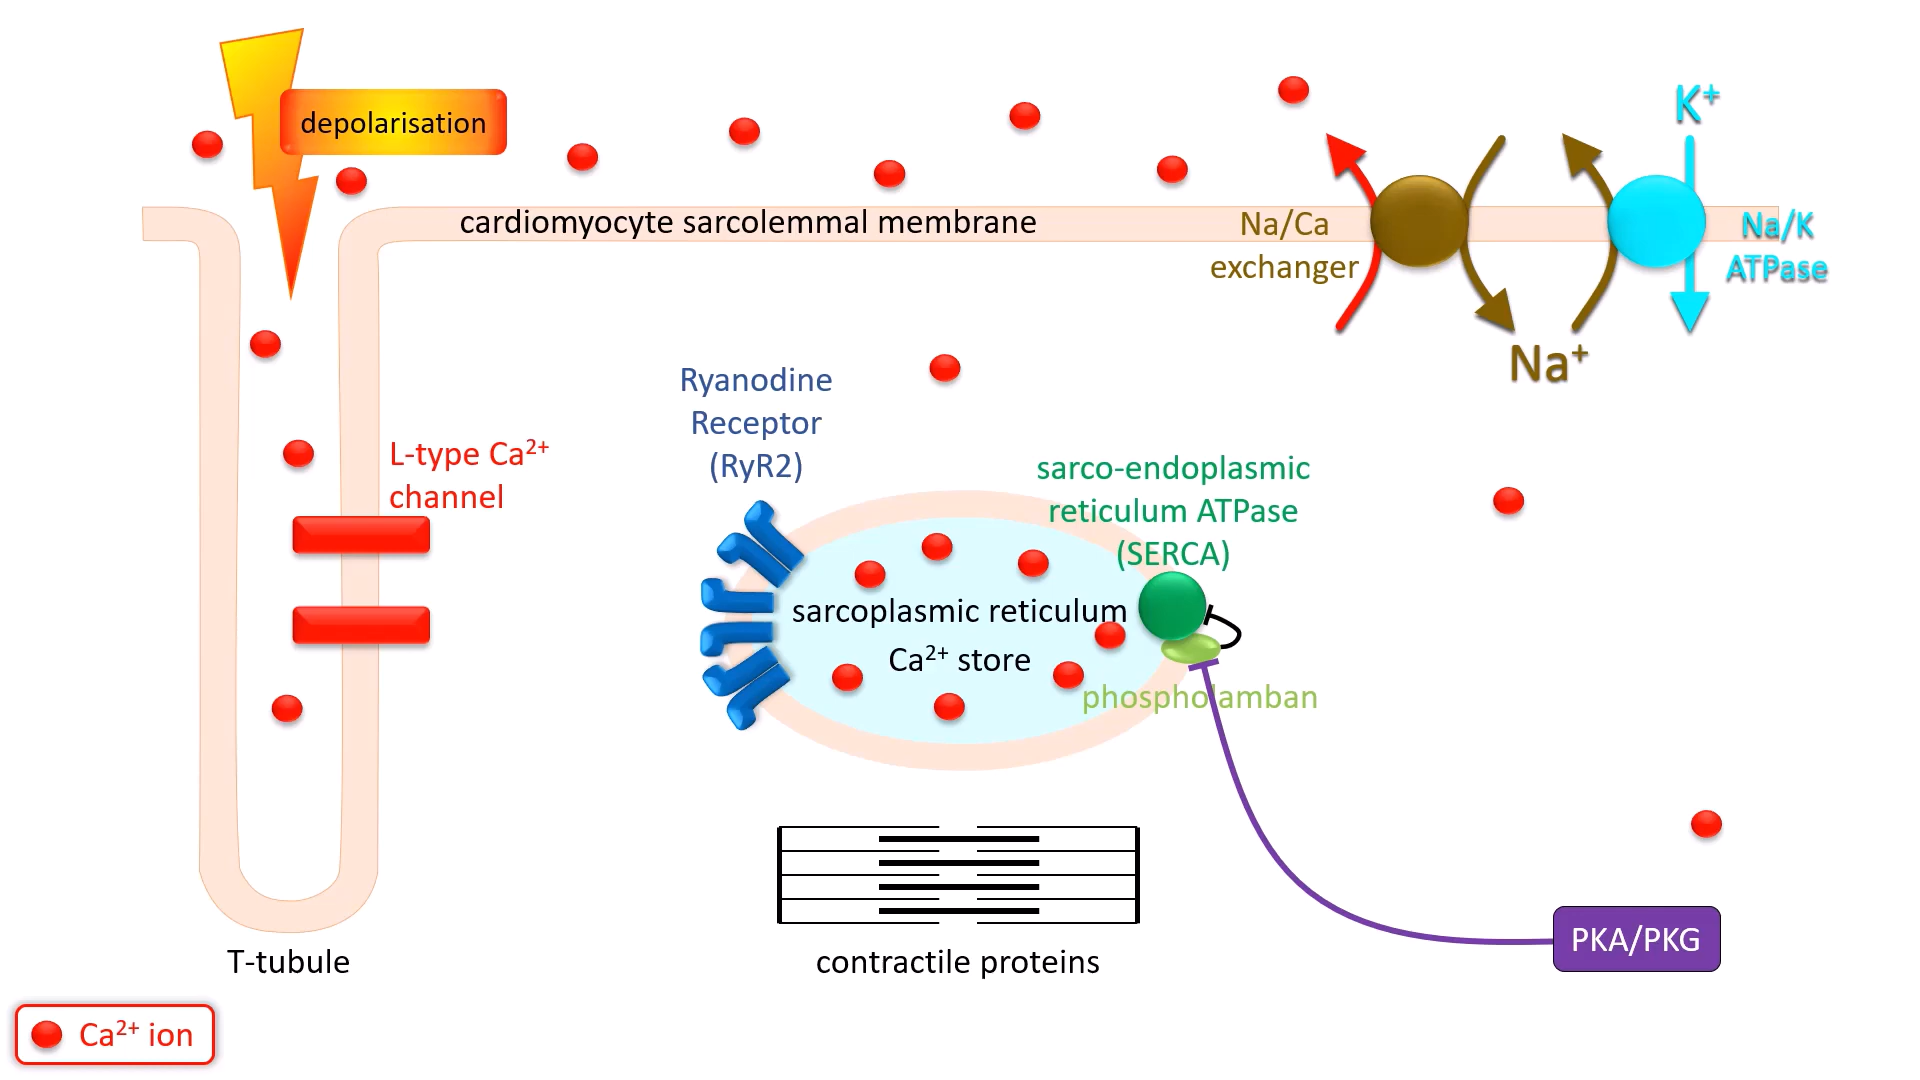 depolarisation
K⁺
cardiomyocyte sarcolemmal membrane
Na/Ca
exchanger
Na/K
ATPase
Na⁺
Ryanodine
Receptor
(RyR2)
L-type Ca²⁺
channel
sarco-endoplasmic
reticulum ATPase
(SERCA)
sarcoplasmic reticulum
Ca²⁺ store
phospholamban
PKA/PKG
T-tubule
contractile proteins
Ca²⁺ ion